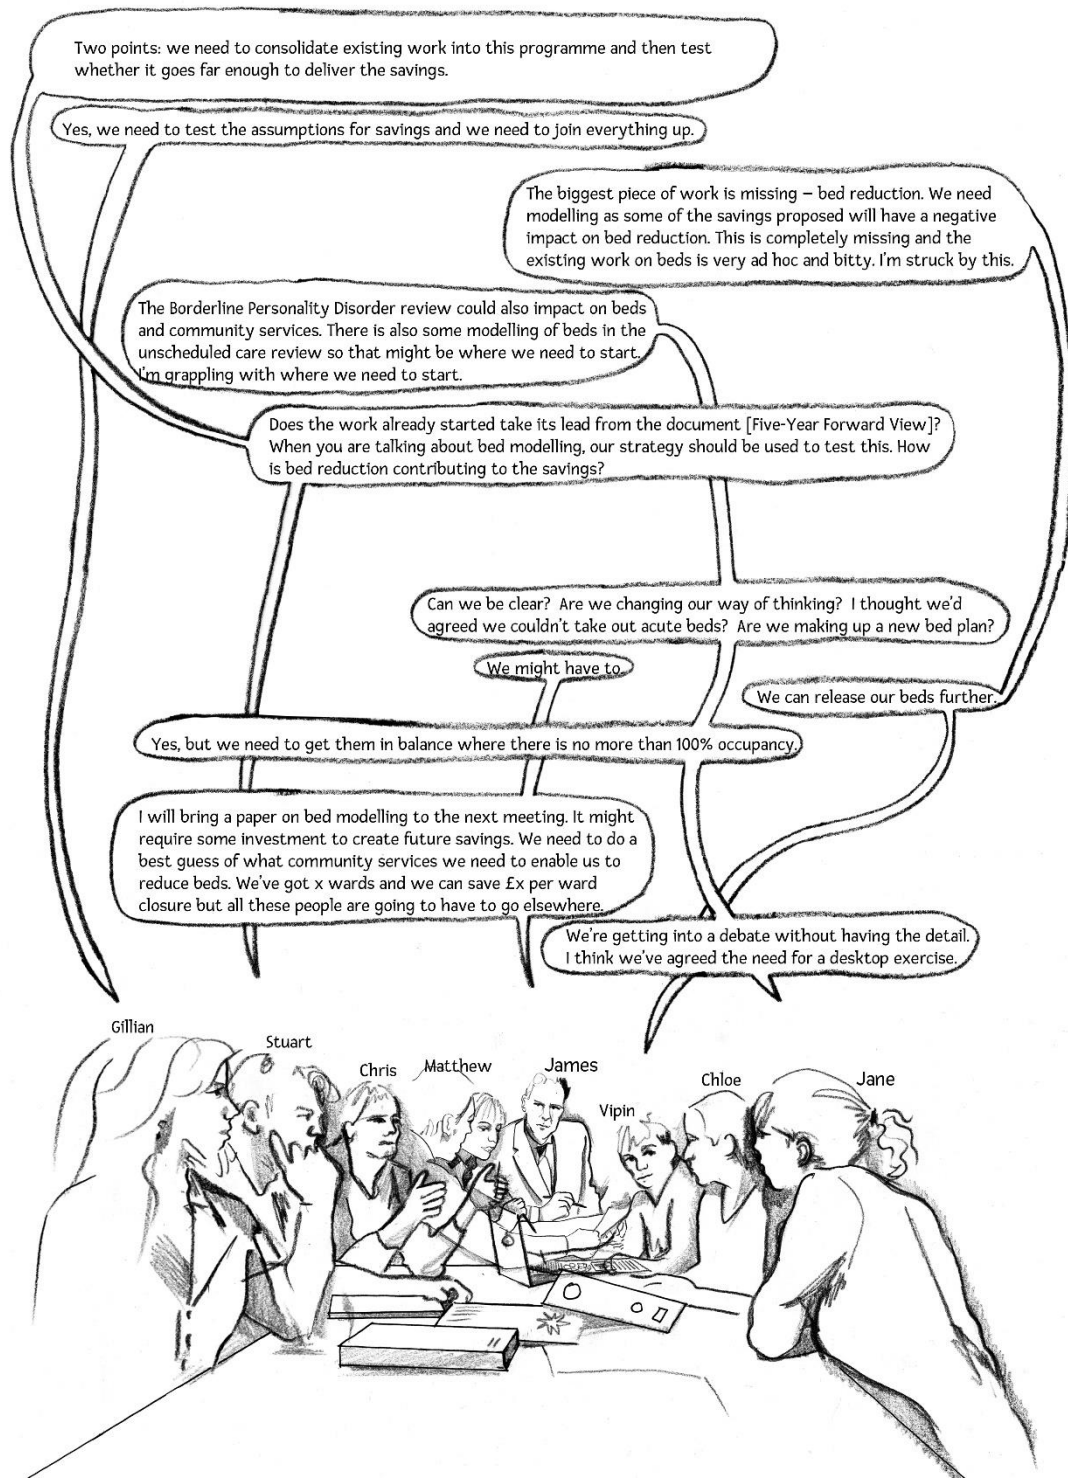 Two points: we need to consolidate existing work into this programme and then test
whether it goes far enough to deliver the savings.
Yes, we need to test the assumptions for savings and we need to join everything up.
The biggest piece of work is missing – bed reduction. We need
modelling as some of the savings proposed will have a negative
impact on bed reduction. This is completely missing and the
existing work on beds is very ad hoc and bitty. I'm struck by this.
The Borderline Personality Disorder review could also impact on beds
and community services. There is also some modelling of beds in the
unscheduled care review so that might be where we need to start.
I'm grappling with where we need to start.
Does the work already started take its lead from the document [Five-Year Forward View]?
When you are talking about bed modelling, our strategy should be used to test this. How
is bed reduction contributing to the savings?
Can we be clear? Are we changing our way of thinking? I thought we'd
agreed we couldn't take out acute beds? Are we making up a new bed plan?
We might have to.
We can release our beds further.
Yes, but we need to get them in balance where there is no more than 100% occupancy.
I will bring a paper on bed modelling to the next meeting. It might
require some investment to create future savings. We need to do a
best guess of what community services we need to enable us to
reduce beds. We've got x wards and we can save £x per ward
closure but all these people are going to have to go elsewhere.
We're getting into a debate without having the detail.
I think we've agreed the need for a desktop exercise.
Gillian
Stuart
Chris
Matthew
James
Vipin
Chloe
Jane